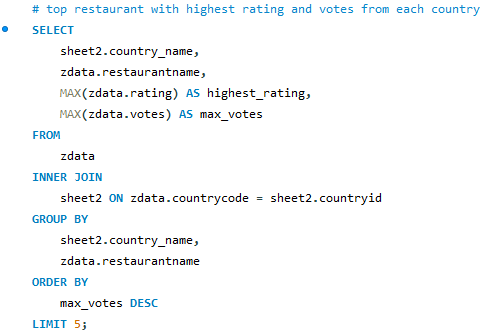 # top restaurant with highest rating and votes from each country
SELECT
sheet2.country_name,
zdata.restaurantname,
MAX(zdata.rating) AS highest_rating,
MAX(zdata.votes) AS max_votes
FROM
zdata
INNER JOIN
sheet2 ON zdata.countrycode = sheet2.countryid
GROUP BY
sheet2.country_name,
zdata.restaurantname
ORDER BY
max_votes DESC
LIMIT 5;